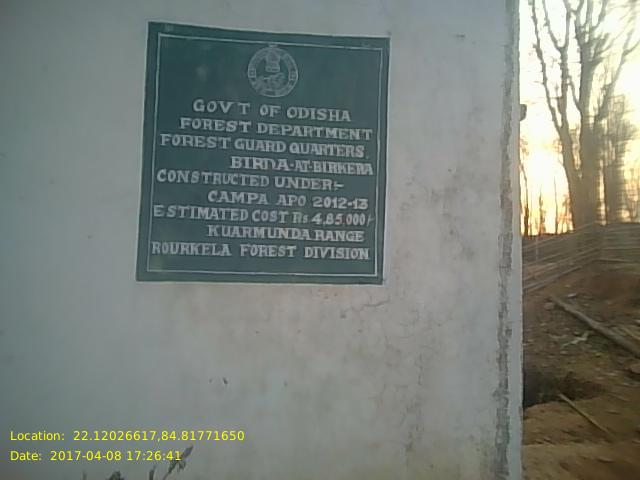 GOVT OF ODISHA
FOREST DEPARTMENT
FOREST GUARD QUARTERS,
BIRDA-AT-BIRKERA
CONSTRUCTED UNDER:-
CAMPA APO 2012-13
ESTIMATED COST Rs 4,85,000/-
KUARMUNDA RANGE
ROURKELA FOREST DIVISION
Location: 22.12026617,84.81771650
Date: 2017-04-08 17:26:41